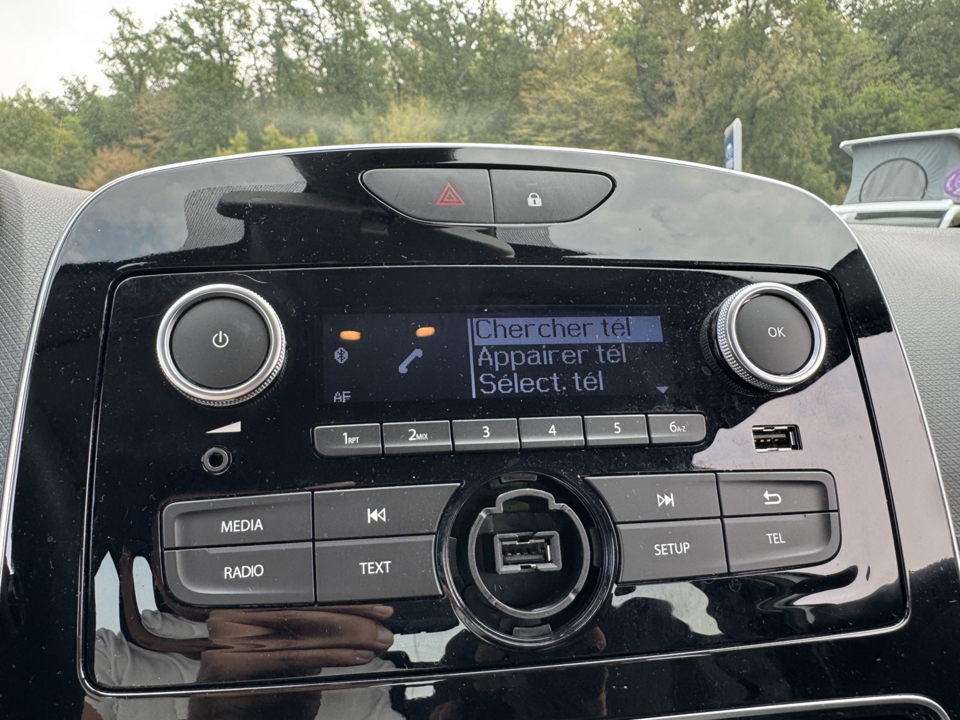 OK
Chercher tél
Appairer tél
Sélect. tél
AF
1RPT
2MIX
3
4
5
6A-Z
MEDIA
RADIO
TEXT
SETUP
TEL